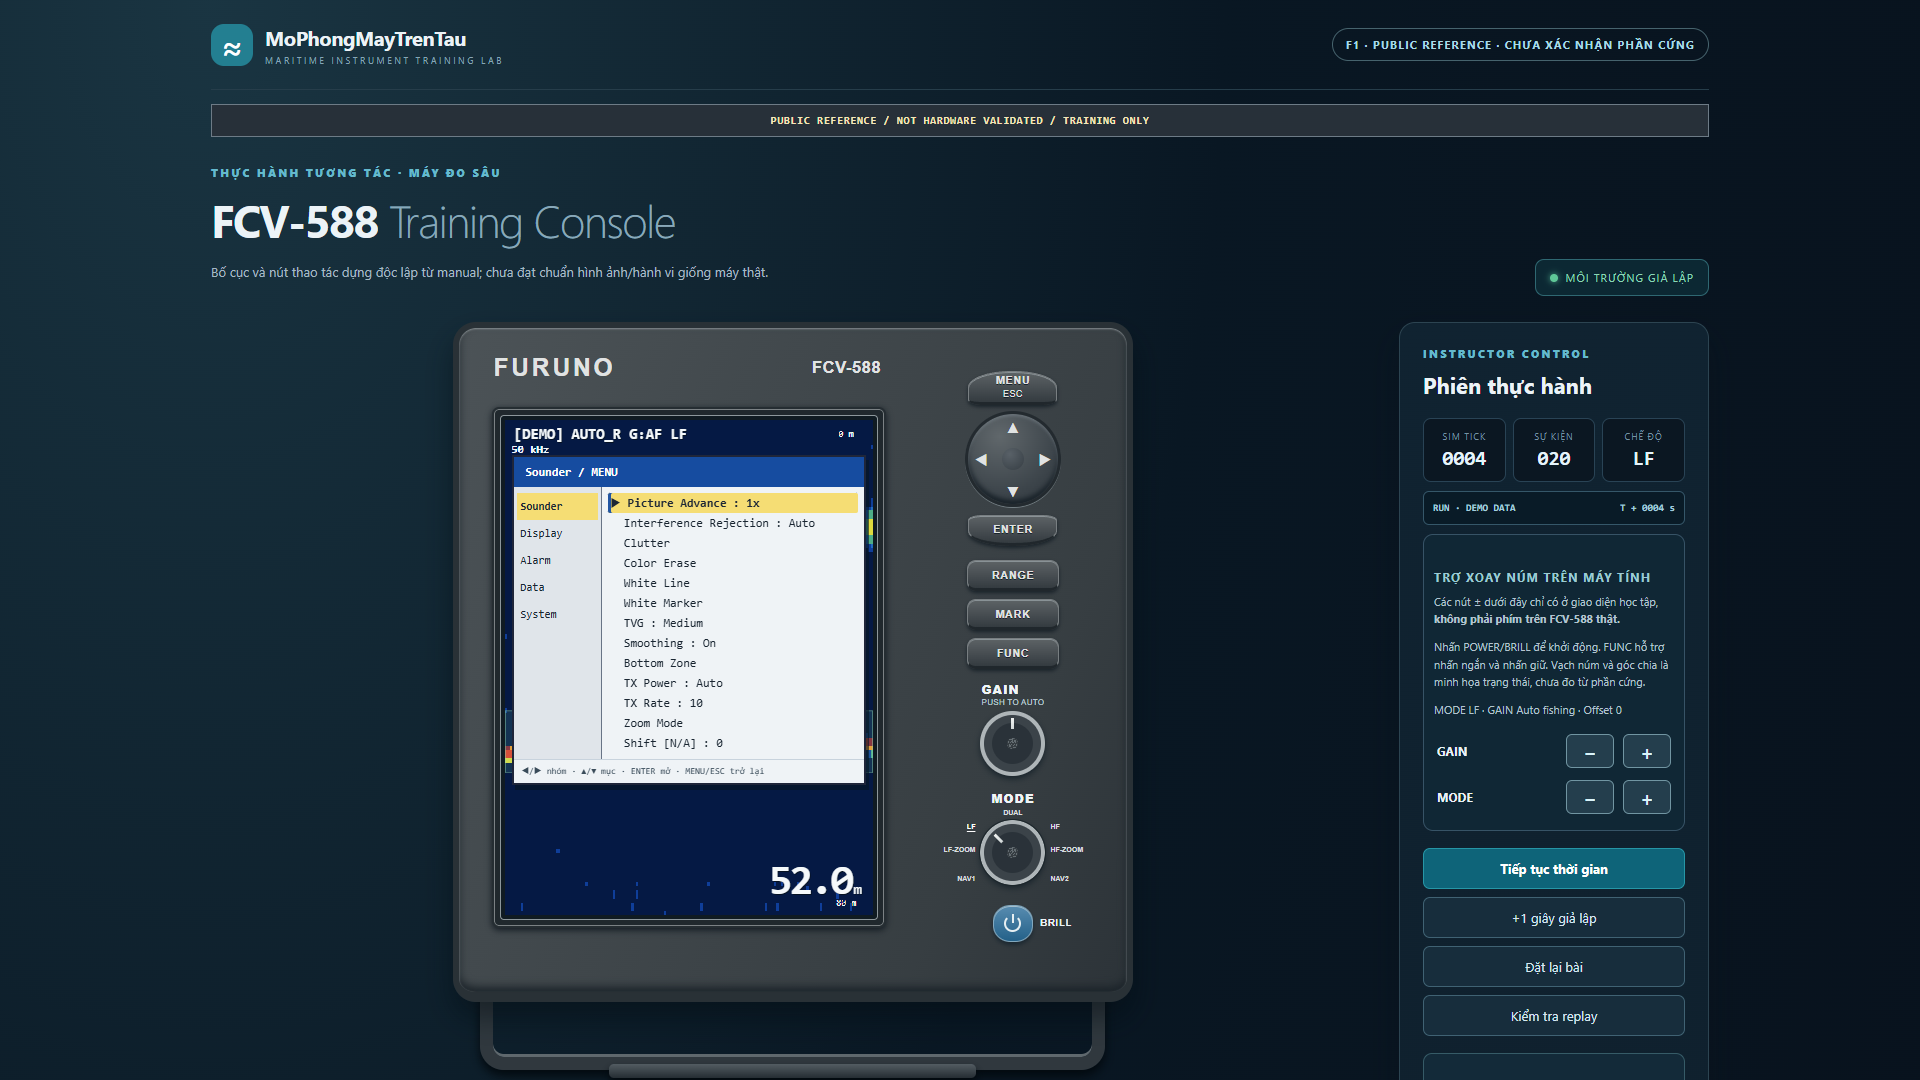 MoPhongMayTrenTau
MARITIME INSTRUMENT TRAINING LAB
F1 · PUBLIC REFERENCE · CHƯA XÁC NHẬN PHẦN CỨNG
PUBLIC REFERENCE / NOT HARDWARE VALIDATED / TRAINING ONLY
THỰC HÀNH TƯƠNG TÁC · MÁY ĐO SÂU
FCV-588 Training Console
Bố cục và nút thao tác dựng độc lập từ manual; chưa đạt chuẩn hình ảnh/hành vi giống máy thật.
MÔI TRƯỜNG GIẢ LẬP
FURUNO
FCV-588
[DEMO] AUTO_R G:AF LF
0 m
50 kHz
Sounder / MENU
Sounder
Display
Alarm
Data
System
▶ Picture Advance : 1x
Interference Rejection : Auto
Clutter
Color Erase
White Line
White Marker
TVG : Medium
Smoothing : On
Bottom Zone
TX Power : Auto
TX Rate : 10
Zoom Mode
Shift [N/A] : 0
◀/▶ nhóm · ▲/▼ mục · ENTER mở · MENU/ESC trở lại
52.0m
MENU
ESC
▲
◀ ▶
▼
ENTER
RANGE
MARK
FUNC
GAIN
PUSH TO AUTO
MODE
DUAL
LF
HF
LF-ZOOM
HF-ZOOM
NAV1
NAV2
BRILL
INSTRUCTOR CONTROL
Phiên thực hành
SIM TICK
0004
SỰ KIỆN
020
CHẾ ĐỘ
LF
RUN · DEMO DATA
T + 0004 s
TRỢ XOAY NÚM TRÊN MÁY TÍNH
Các nút ± dưới đây chỉ có ở giao diện học tập,
không phải phím trên FCV-588 thật.
Nhấn POWER/BRILL để khởi động. FUNC hỗ trợ
nhấn ngắn và nhấn giữ. Vạch núm và góc chia là
minh họa trạng thái, chưa đo từ phần cứng.
MODE LF · GAIN Auto fishing · Offset 0
GAIN
− +
MODE
− +
Tiếp tục thời gian
+1 giây giả lập
Đặt lại bài
Kiểm tra replay